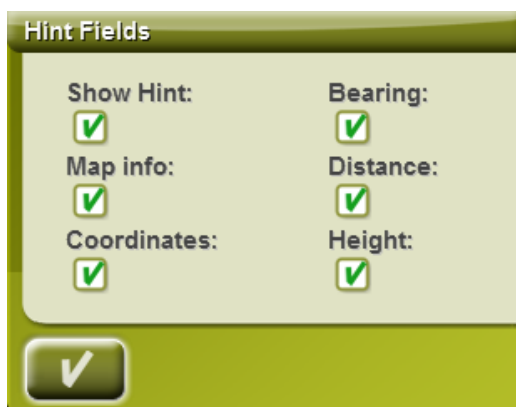 Hint Fields
Show Hint: Bearing:
Map info: Distance:
Coordinates: Height: